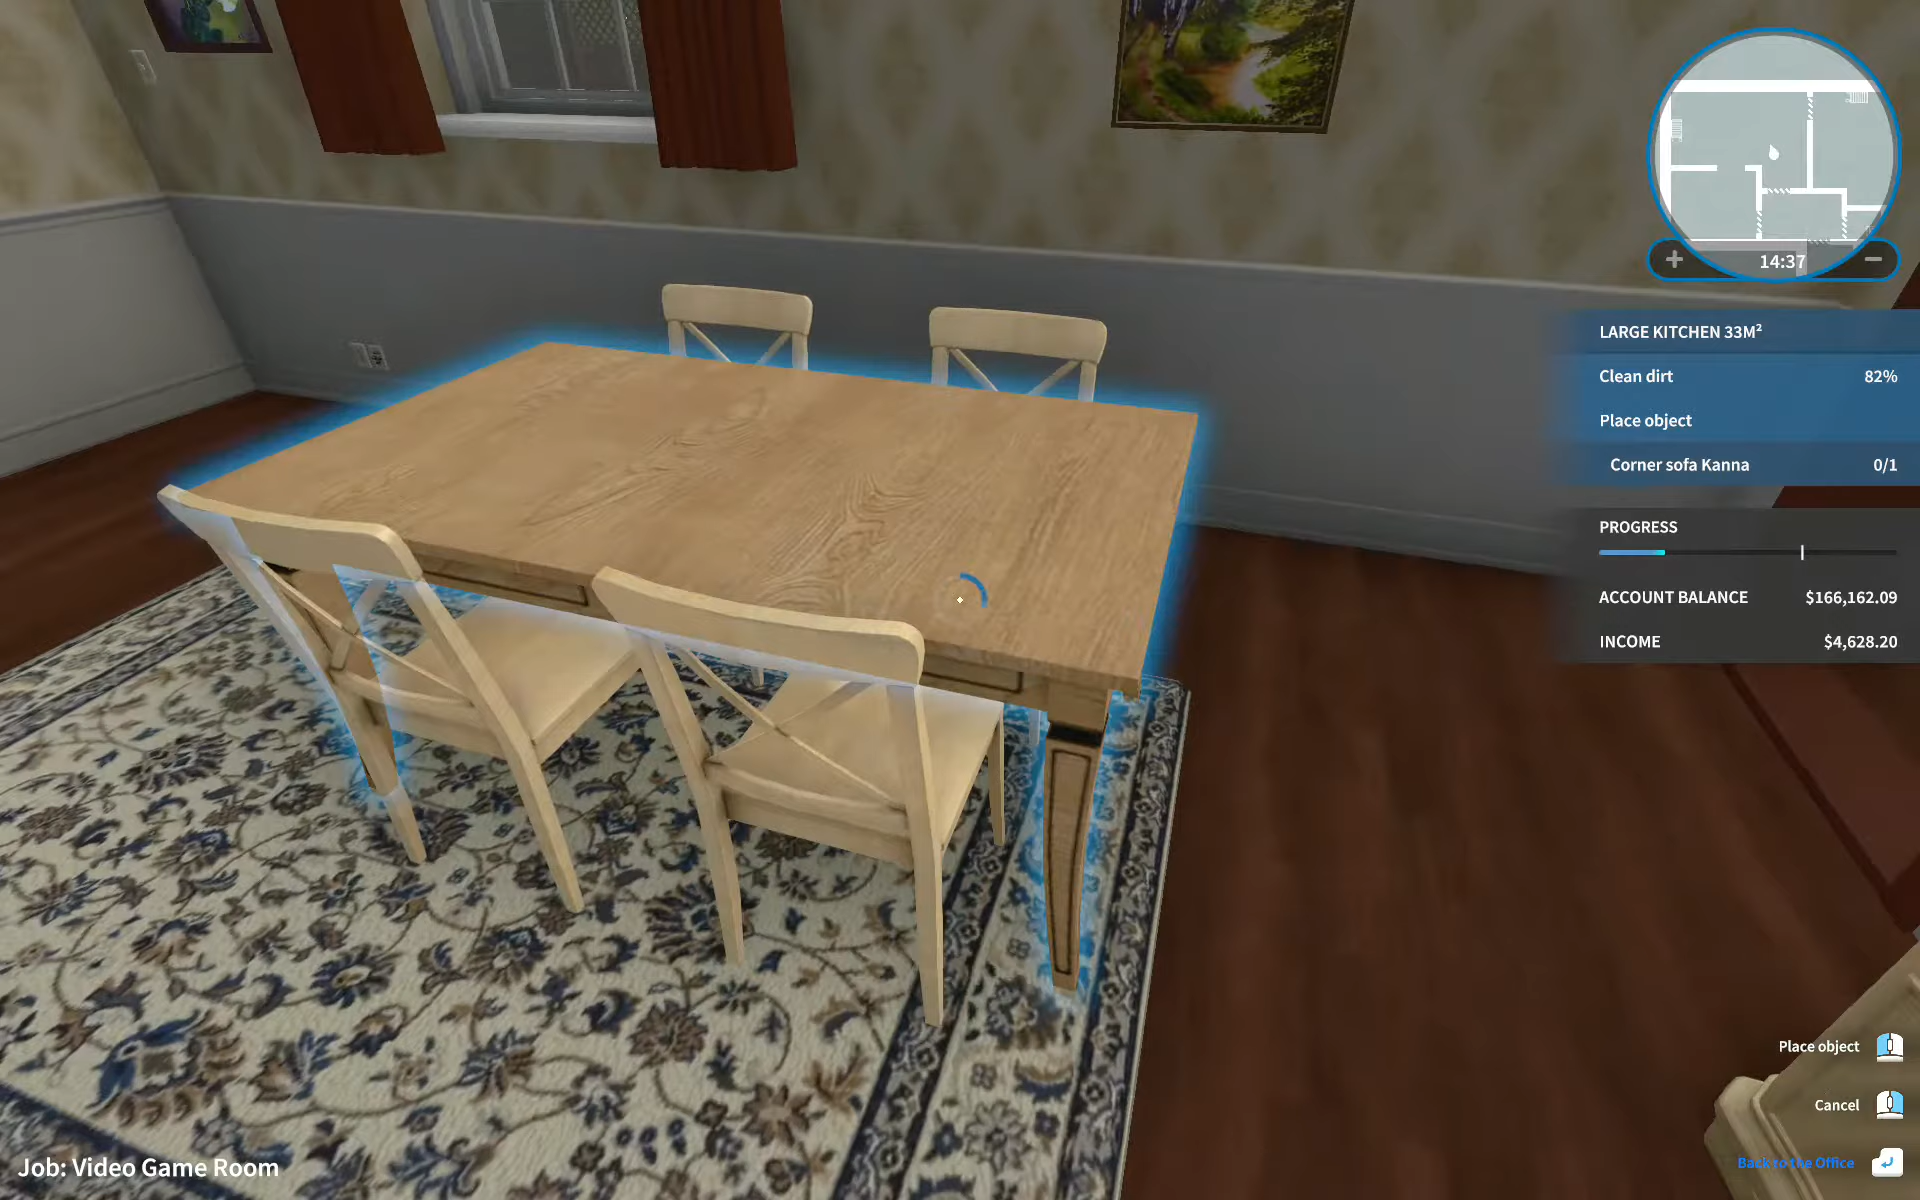 14:37
LARGE KITCHEN 33M²
Clean dirt 82%
Place object
Corner sofa Kanna 0/1
PROGRESS
ACCOUNT BALANCE $166,162.09
INCOME $4,628.20
Place object
Cancel
Back to the Office
Job: Video Game Room